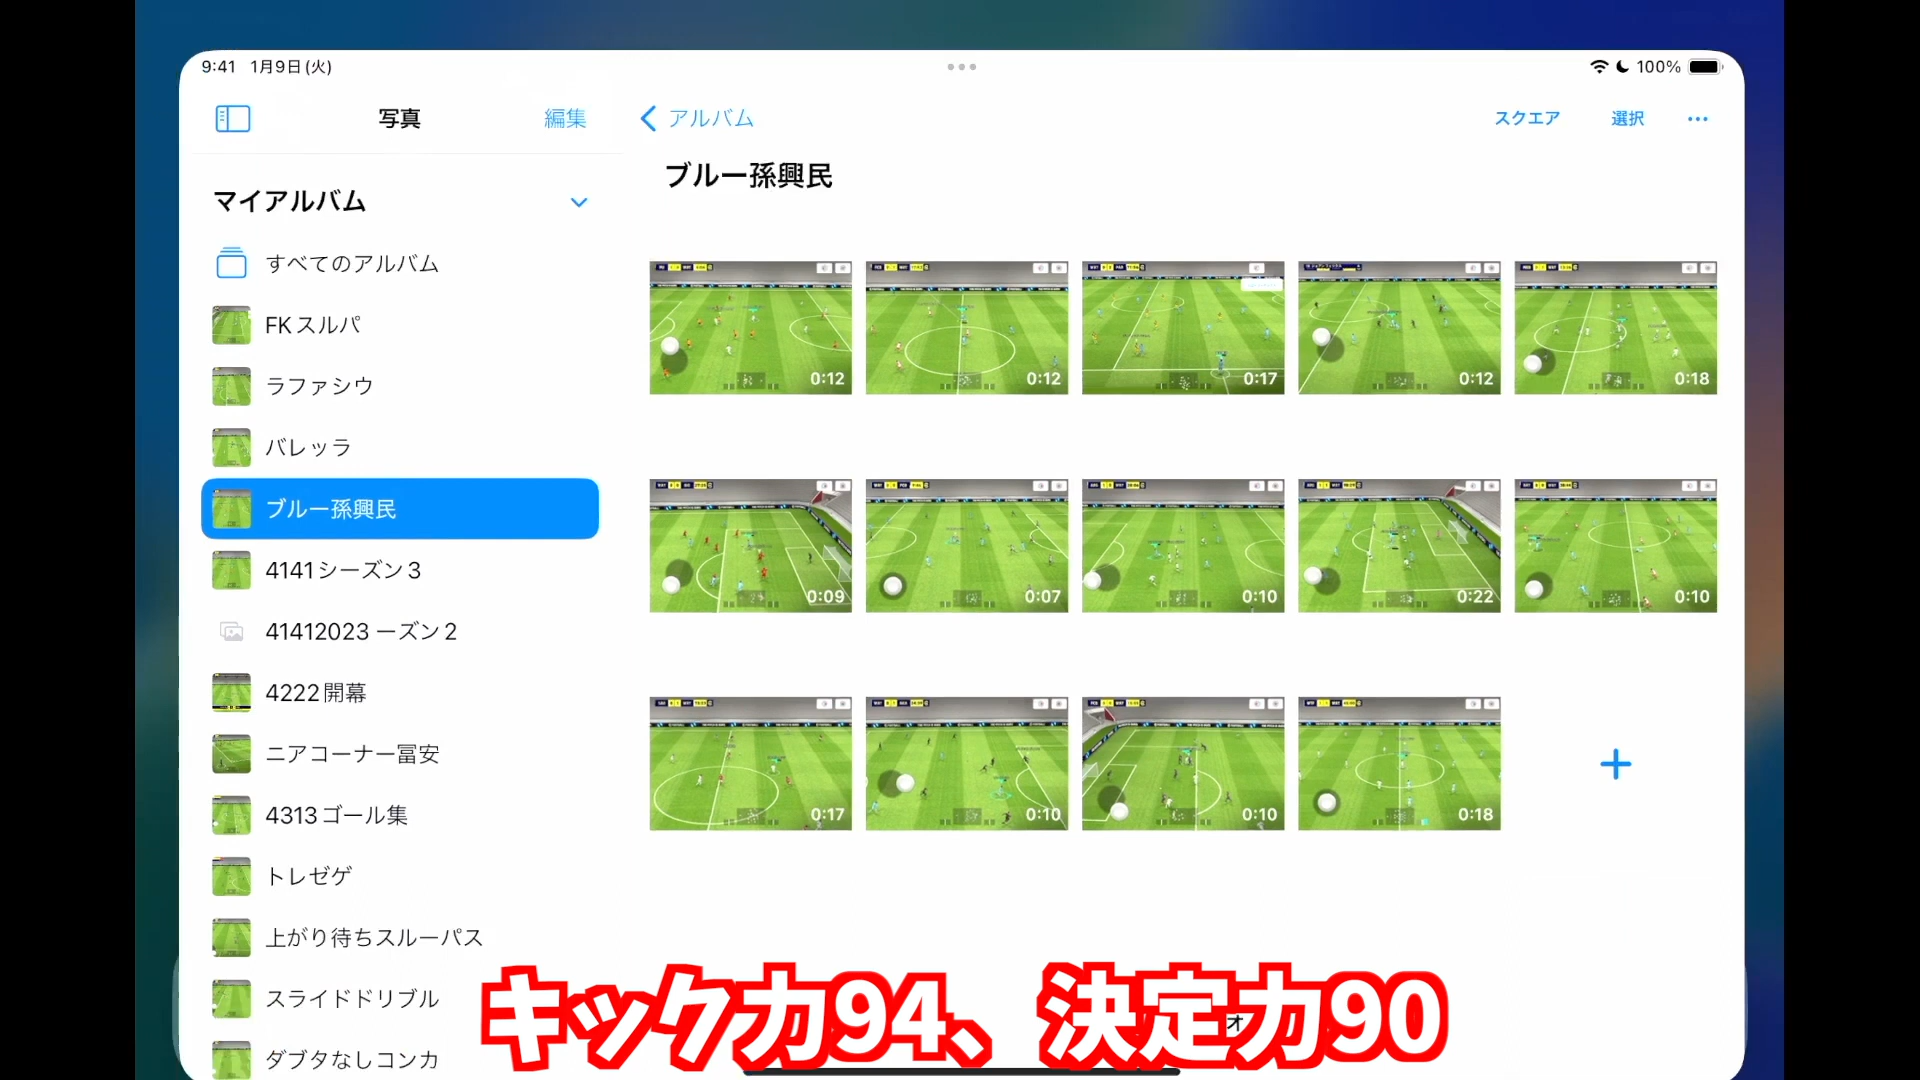 9:41 1月9日(火)
100%
写真
編集
アルバム
スクエア
選択
ブルー孫興民
マイアルバム
すべてのアルバム
FKスルパ
ラファシウ
バレッラ
ブルー孫興民
4141シーズン3
41412023 ーズン2
4222開幕
ニアコーナー冨安
4313ゴール集
トレゼゲ
上がり待ちスルーパス
スライドドリブル
ダブタなしコンカ
0:12
0:12
0:17
0:12
0:18
0:09
0:07
0:10
0:22
0:10
0:17
0:10
0:10
0:18
キック力94、決定力90